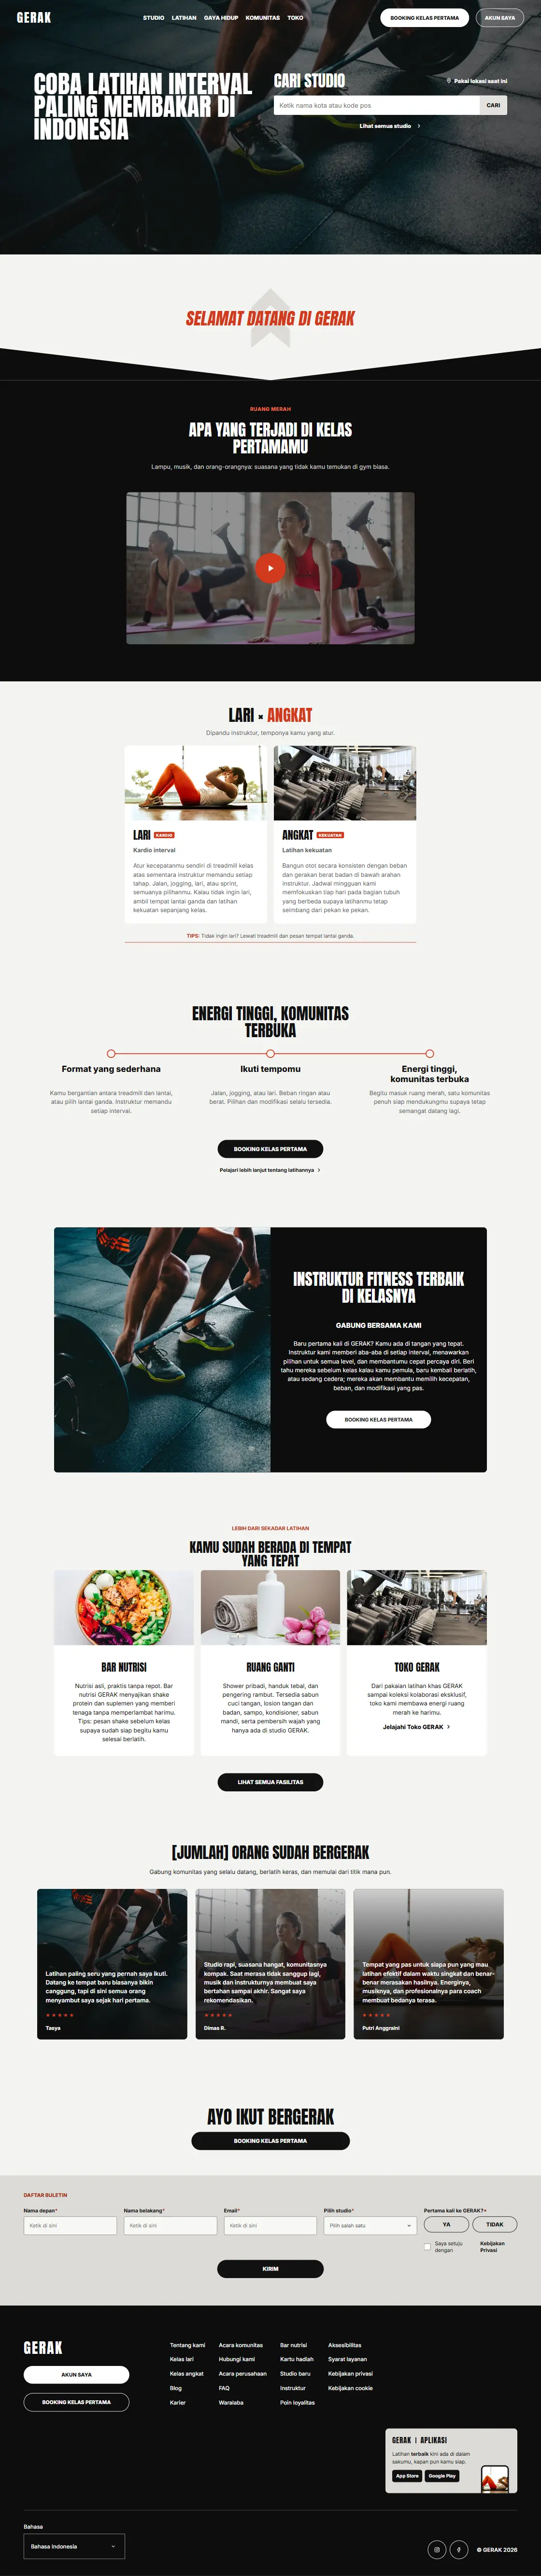 GERAK
STUDIO LATIHAN GAYA HIDUP KOMUNITAS TOKO
BOOKING KELAS PERTAMA
AKUN SAYA
COBA LATIHAN INTERVAL
PALING MEMBAKAR DI
INDONESIA
CARI STUDIO
Pakai lokasi saat ini
Ketik nama kota atau kode pos
CARI
Lihat semua studio
SELAMAT DATANG DI GERAK
RUANG MERAH
APA YANG TERJADI DI KELAS
PERTAMAMU
Lampu, musik, dan orang-orangnya: suasana yang tidak kamu temukan di gym biasa.
LARI × ANGKAT
Dipandu instruktur, temponya kamu yang atur.
LARI KARDIO
Kardio interval
Atur kecepatanmu sendiri di treadmill kelas
atas sementara instruktur memandu setiap
tahap. Jalan, jogging, lari, atau sprint,
semuanya pilihanmu. Kalau tidak ingin lari,
ambil tempat lantai ganda dan latihan
kekuatan sepanjang kelas.
ANGKAT KEKUATAN
Latihan kekuatan
Bangun otot secara konsisten dengan beban
dan gerakan berat badan di bawah arahan
instruktur. Jadwal mingguan kami
memfokuskan tiap hari pada bagian tubuh
yang berbeda supaya latihanmu tetap
seimbang dari pekan ke pekan.
TIPS: Tidak ingin lari? Lewati treadmill dan pesan tempat lantai ganda.
ENERGI TINGGI, KOMUNITAS
TERBUKA
Format yang sederhana
Kamu bergantian antara treadmill dan lantai,
atau pilih lantai ganda. Instruktur memandu
setiap interval.
Ikuti tempomu
Jalan, jogging, atau lari. Beban ringan atau
berat. Pilihan dan modifikasi selalu tersedia.
Energi tinggi,
komunitas terbuka
Begitu masuk ruang merah, satu komunitas
penuh siap mendukungmu supaya tetap
semangat datang lagi.
BOOKING KELAS PERTAMA
Pelajari lebih lanjut tentang latihannya
INSTRUKTUR FITNESS TERBAIK
DI KELASNYA
GABUNG BERSAMA KAMI
Baru pertama kali di GERAK? Kamu ada di tangan yang tepat.
Instruktur kami memberi aba-aba di setiap interval, menawarkan
pilihan untuk semua level, dan membantumu cepat percaya diri. Beri
tahu mereka sebelum kelas kalau kamu pemula, baru kembali berlatih,
atau sedang cedera; mereka akan membantu memilih kecepatan,
beban, dan modifikasi yang pas.
BOOKING KELAS PERTAMA
LEBIH DARI SEKADAR LATIHAN
KAMU SUDAH BERADA DI TEMPAT
YANG TEPAT
BAR NUTRISI
Nutrisi asli, praktis tanpa repot. Bar
nutrisi GERAK menyajikan shake
protein dan suplemen yang memberi
tenaga tanpa memperlambat harimu.
Tips: pesan shake sebelum kelas
supaya sudah siap begitu kamu
selesai berlatih.
RUANG GANTI
Shower pribadi, handuk tebal, dan
pengering rambut. Tersedia sabun
cuci tangan, losion tangan dan
badan, sampo, kondisioner, sabun
mandi, serta pembersih wajah yang
hanya ada di studio GERAK.
TOKO GERAK
Dari pakaian latihan khas GERAK
sampai koleksi kolaborasi eksklusif,
toko kami membawa energi ruang
merah ke harimu.
Jelajahi Toko GERAK
LIHAT SEMUA FASILITAS
[JUMLAH] ORANG SUDAH BERGERAK
Gabung komunitas yang selalu datang, berlatih keras, dan memulai dari titik mana pun.
Latihan paling seru yang pernah saya ikuti.
Datang ke tempat baru biasanya bikin
canggung, tapi di sini semua orang
menyambut saya sejak hari pertama.
★★★★★
Tasya
Studio rapi, suasana hangat, komunitasnya
kompak. Saat merasa tidak sanggup lagi,
musik dan instrukturnya membuat saya
bertahan sampai akhir. Sangat saya
rekomendasikan.
★★★★★
Dimas R.
Tempat yang pas untuk siapa pun yang mau
latihan efektif dalam waktu singkat dan benar-
benar merasakan hasilnya. Energinya,
musiknya, dan profesionalnya para coach
membuat bedanya terasa.
★★★★★
Putri Anggraini
AYO IKUT BERGERAK
BOOKING KELAS PERTAMA
DAFTAR BULETIN
Nama depan*
Ketik di sini
Nama belakang*
Ketik di sini
Email*
Ketik di sini
Pilih studio*
Pilih salah satu
Pertama kali ke GERAK?*
YA
TIDAK
Saya setuju dengan Kebijakan Privasi
KIRIM
GERAK
AKUN SAYA
BOOKING KELAS PERTAMA
Tentang kami
Kelas lari
Kelas angkat
Blog
Karier
Acara komunitas
Hubungi kami
Acara perusahaan
FAQ
Waralaba
Bar nutrisi
Kartu hadiah
Studio baru
Instruktur
Poin loyalitas
Aksesibilitas
Syarat layanan
Kebijakan privasi
Kebijakan cookie
GERAK | APLIKASI
Latihan terbaik kini ada di dalam
sakumu, kapan pun kamu siap.
App Store
Google Play
Bahasa
Bahasa Indonesia
© GERAK 2026